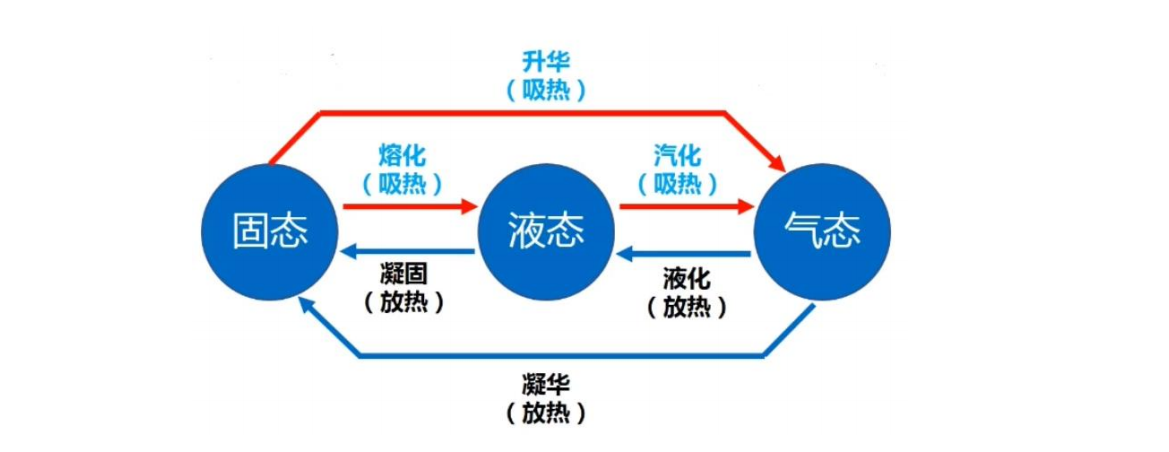 升华
（吸热）
熔化
（吸热）
汽化
（吸热）
固态
液态
气态
凝固
（放热）
液化
（放热）
凝华
（放热）